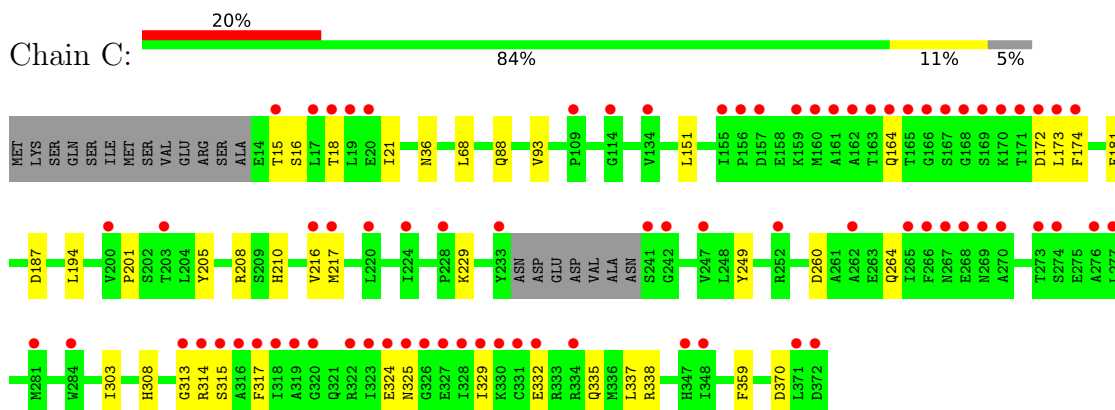 20%
Chain C:
84% 11% 5%
MET LYS SER GLN SER ILE MET SER VAL GLU ARG SER ALA E14 T15 S16 L17 T18 L19 E20 I21 N36 L68 Q88 V93 P109 G114 V134 L151 I155 P156 D157 E158 K159 M160 A161 A162 T163 Q164 T165 G166 S167 G168 S169 K170 T171 D172 L173 F174
D187 L194 V200 P201 S202 T203 L204 Y205 R208 S209 H210 V216 M217 L220 I224 P228 K229 Y233 ASN ASP GLU ASP VAL ALA ASN S241 G242 V247 L248 Y249 R252 D260 A261 A262 E263 Q264 I265 F266 N267 E268 N269 A270 T273 S274 E275 A276
M281 W284 I303 H308 G313 R314 S315 A316 F317 I318 A319 G320 Q321 R322 I323 E324 N325 G326 E327 I328 I329 K330 C331 E332 R333 R334 Q335 M336 L337 R338 H347 I348 F359 D370 L371 D372